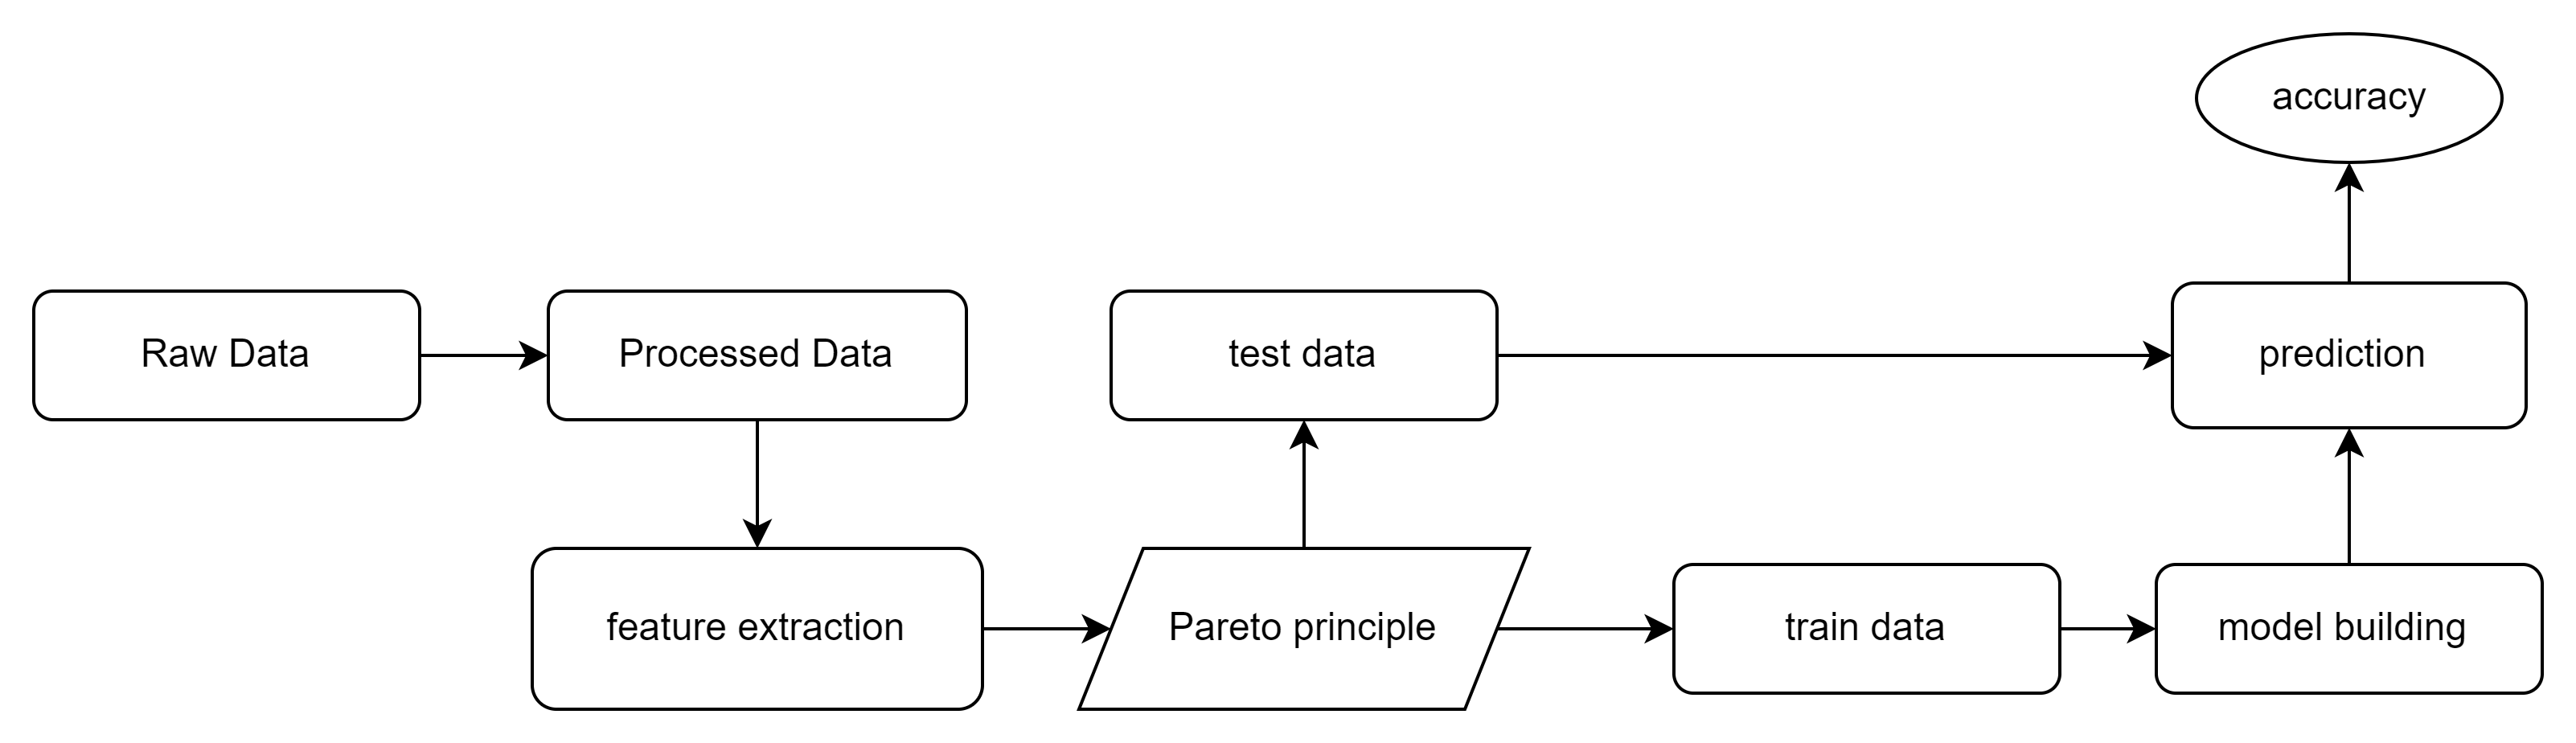 accuracy
Raw Data
Processed Data
test data
prediction
feature extraction
Pareto principle
train data
model building